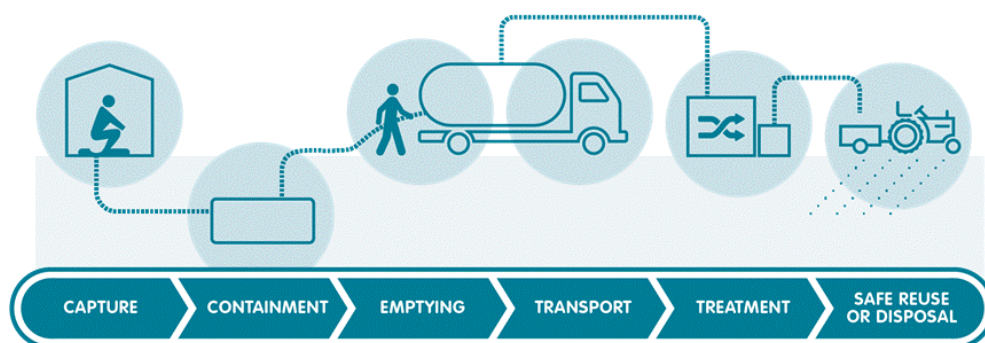 CAPTURE
CONTAINMENT
EMPTYING
TRANSPORT
TREATMENT
SAFE REUSE
OR DISPOSAL